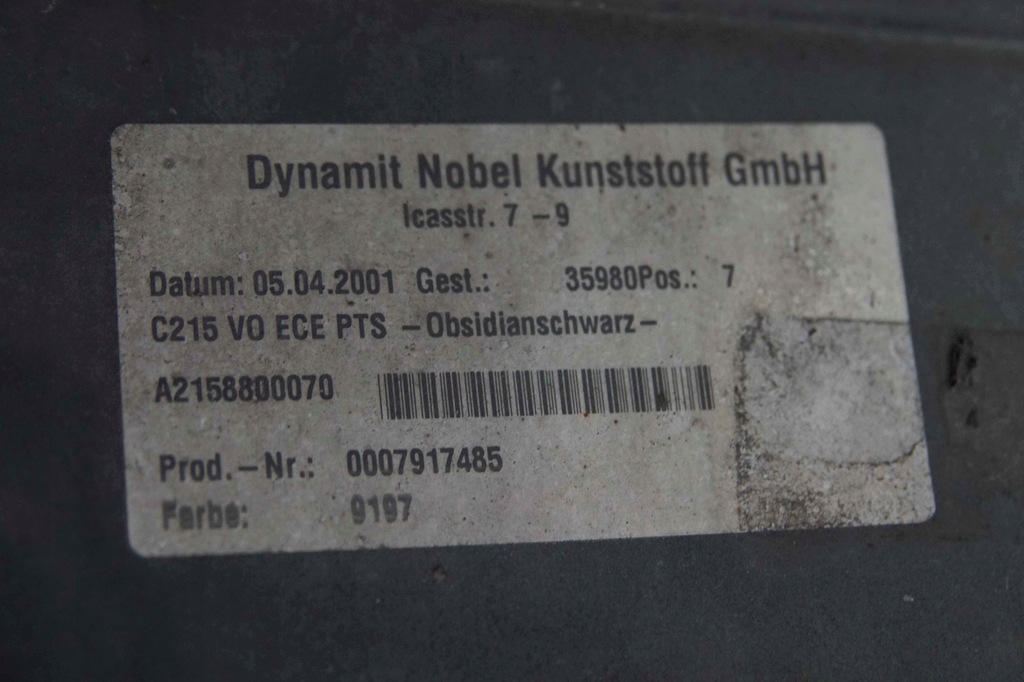 Dynamit Nobel Kunststoff GmbH
Icasstr. 7 - 9
Datum: 05.04.2001 Gest.: 35980Pos.: 7
C215 VO ECE PTS -Obsidianschwarz-
A2158800070
Prod.-Nr.: 0007917485
Farbe: 9197